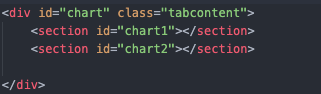 <div id="chart" class="tabcontent">
    <section id="chart1"></section>
    <section id="chart2"></section>

</div>